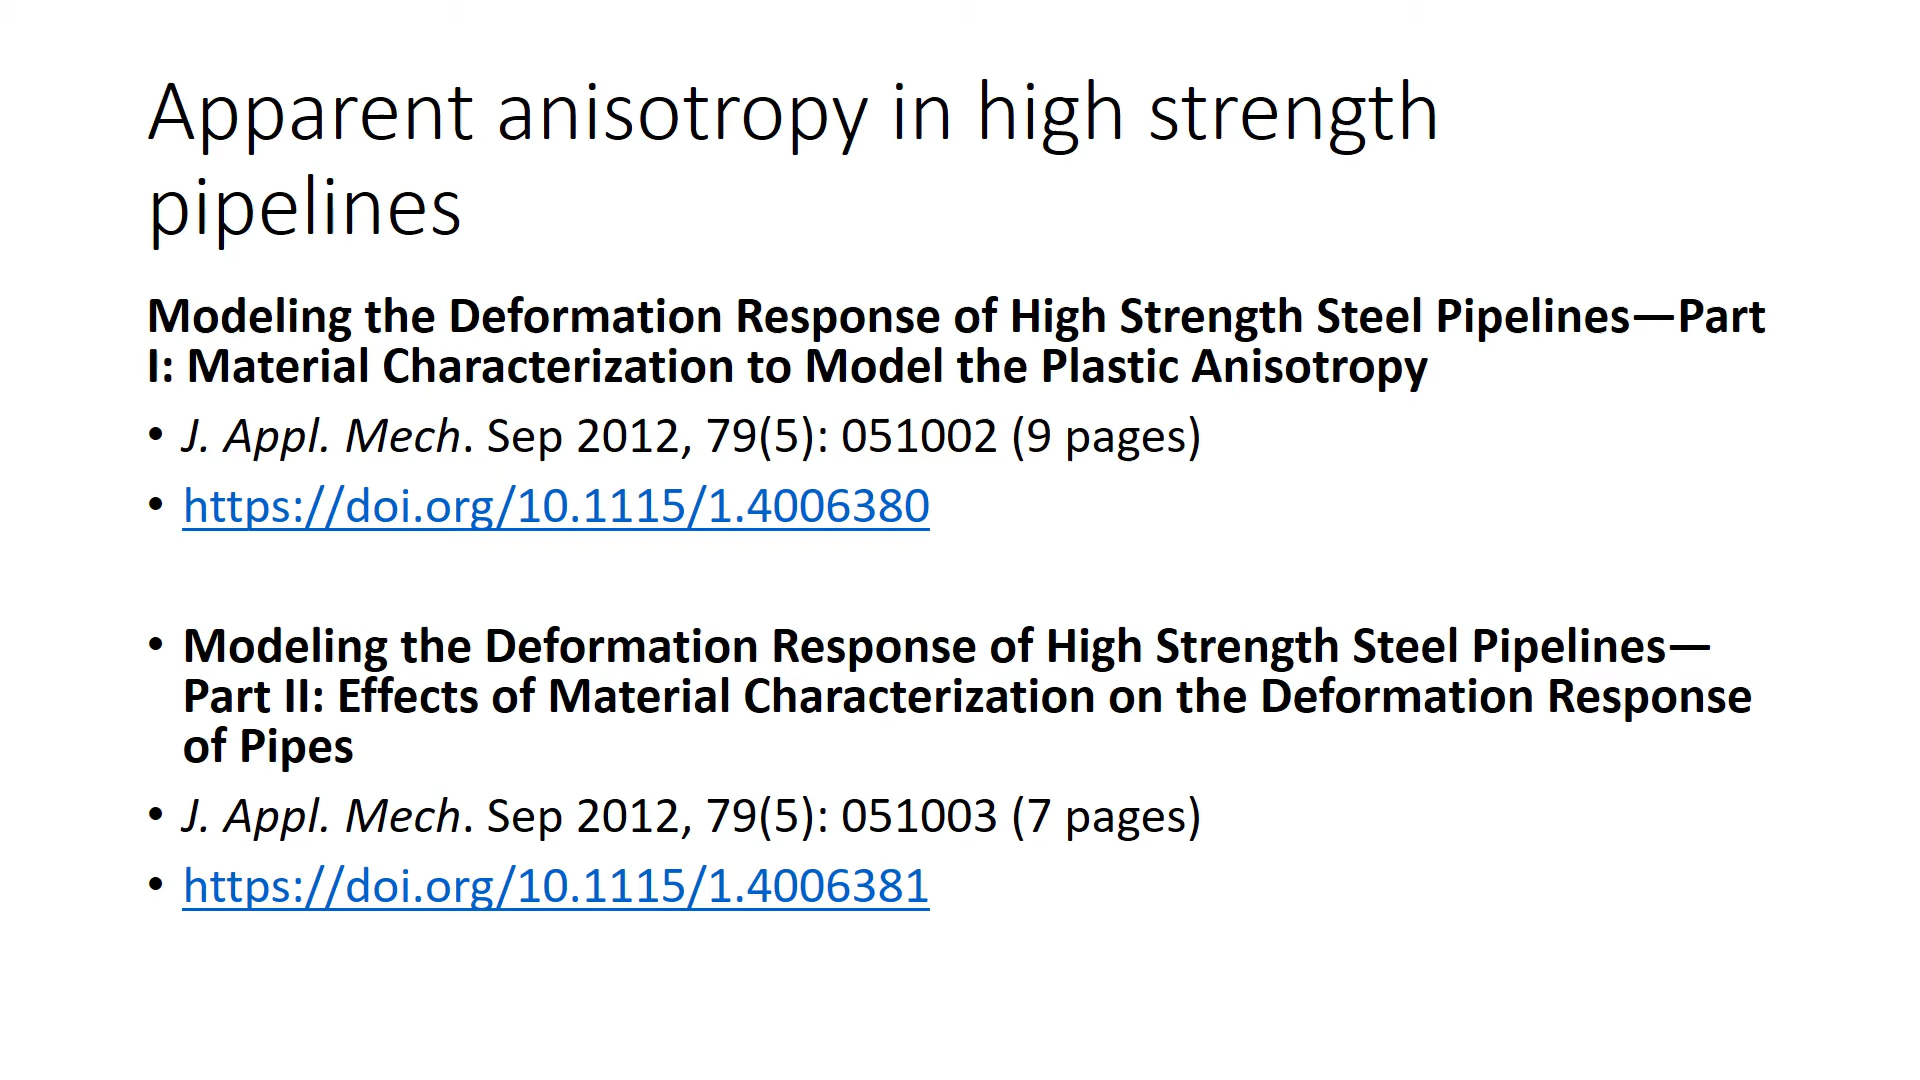 Apparent anisotropy in high strength
pipelines
Modeling the Deformation Response of High Strength Steel Pipelines—Part
I: Material Characterization to Model the Plastic Anisotropy
• J. Appl. Mech. Sep 2012, 79(5): 051002 (9 pages)
• https://doi.org/10.1115/1.4006380
• Modeling the Deformation Response of High Strength Steel Pipelines—
Part II: Effects of Material Characterization on the Deformation Response
of Pipes
• J. Appl. Mech. Sep 2012, 79(5): 051003 (7 pages)
• https://doi.org/10.1115/1.4006381